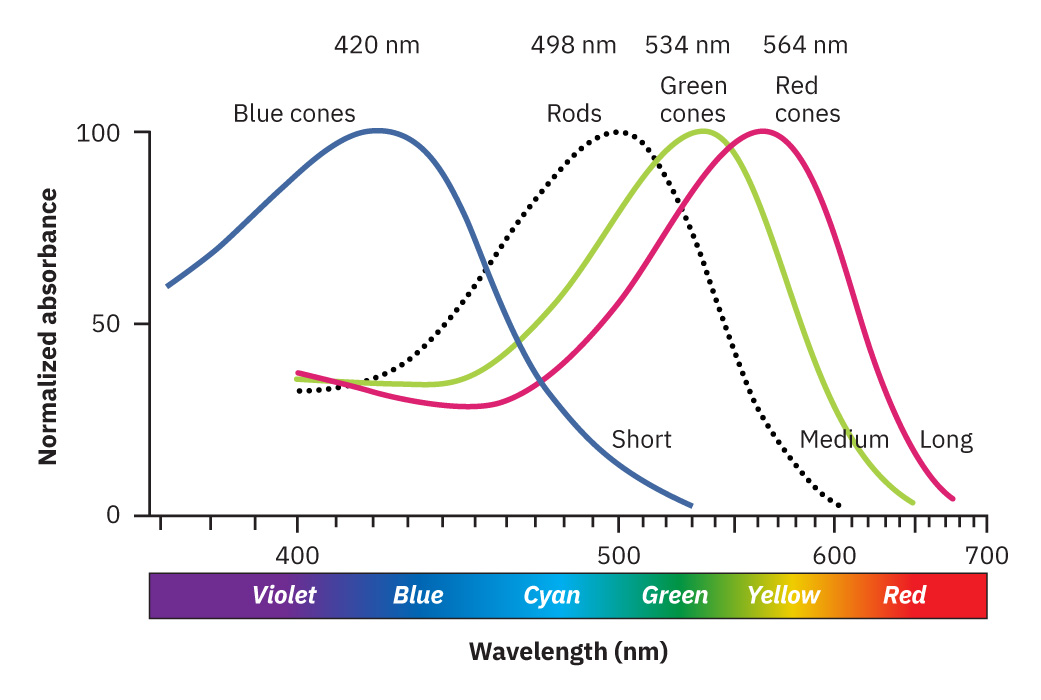 420 nm
498 nm
534 nm
564 nm
Blue cones
Rods
Green
cones
Red
cones
100
50
0
Normalized absorbance
Short
Medium
Long
400
500
600
700
Violet
Blue
Cyan
Green
Yellow
Red
Wavelength (nm)